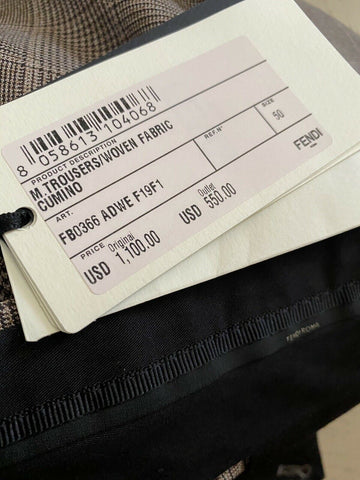 8 058613 104068
PRODUCT DESCRIPTION
M.TROUSERS/WOVEN FABRIC
CUMINO
REF.N°
SIZE
50
ART.
FB0366 ADWE F19F1
FENDI
PRICE Original Outlet
USD 1,100.00 USD 550.00
FENDI ROMA